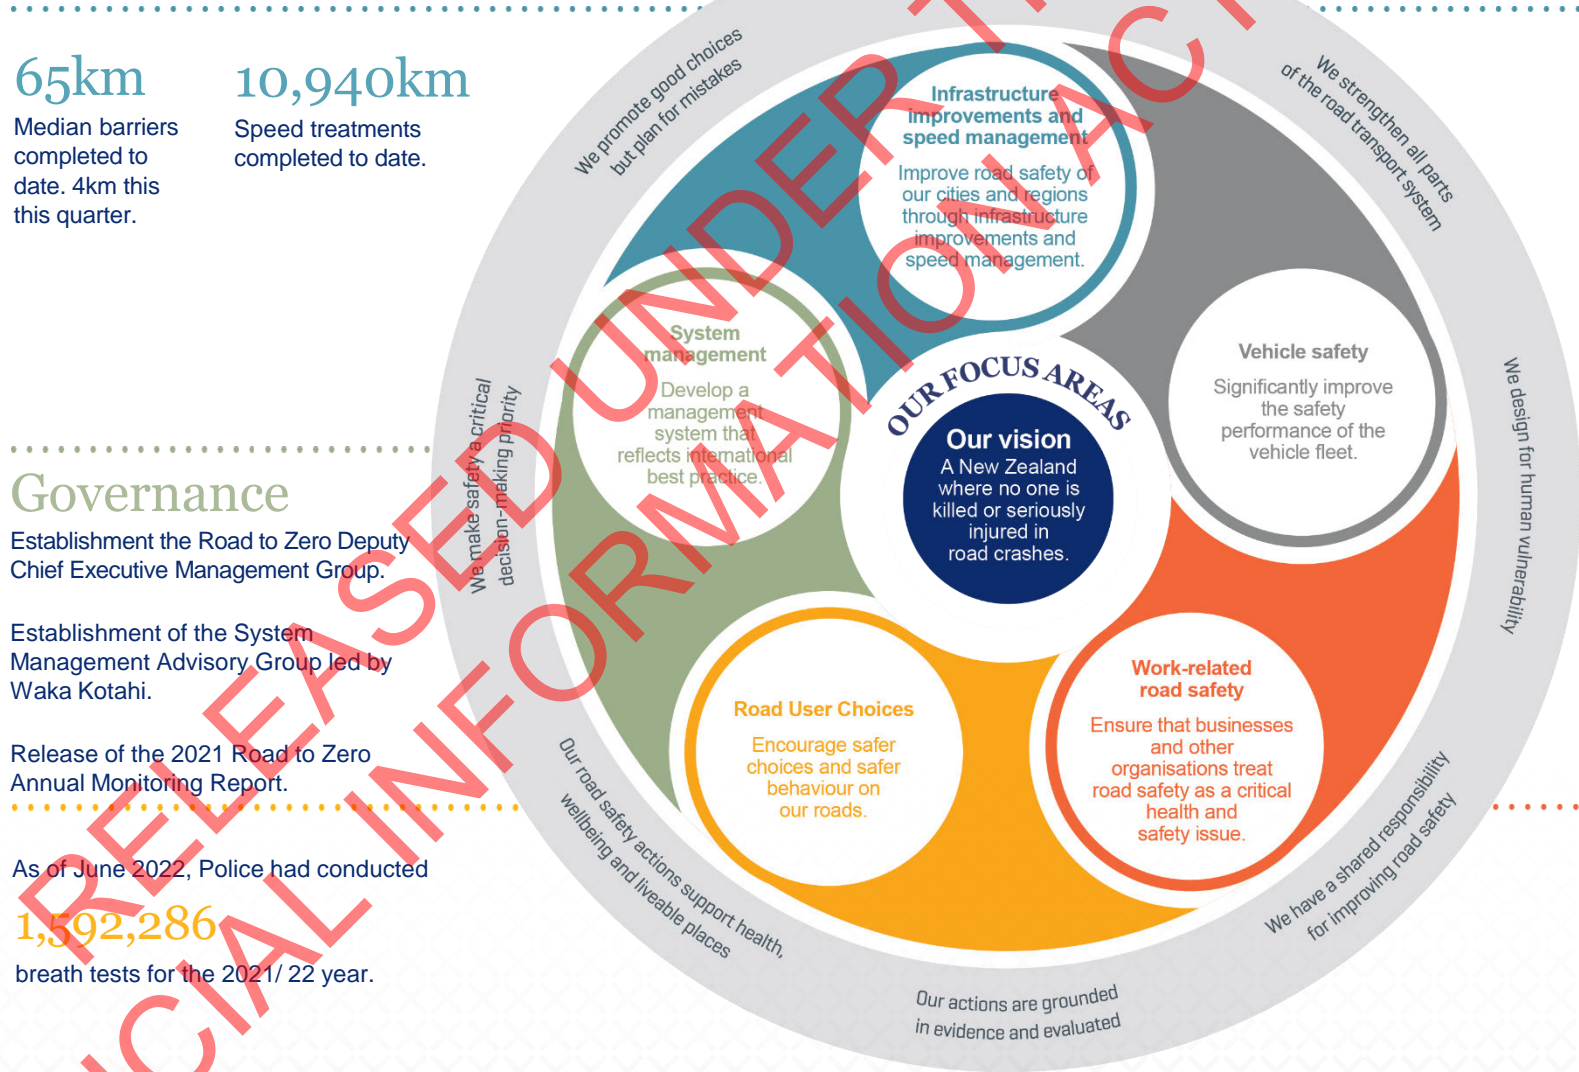 65km
Median barriers
completed to
date. 4km this
this quarter.
10,940km
Speed treatments
completed to date.
Governance
Establishment the Road to Zero Deputy
Chief Executive Management Group.
Establishment of the System
Management Advisory Group led by
Waka Kotahi.
Release of the 2021 Road to Zero
Annual Monitoring Report.
As of June 2022, Police had conducted
1,592,286
breath tests for the 2021/ 22 year.
We promote good choices
but plan for mistakes
We strengthen all parts
of the road transport system
We design for human vulnerability
We have a shared responsibility
for improving road safety
Our actions are grounded
in evidence and evaluated
Our road safety actions support health,
wellbeing and liveable places
We make safety a critical
decision-making priority
Infrastructure
improvements and
speed management
Improve road safety of
our cities and regions
through infrastructure
improvements and
speed management.
Vehicle safety
Significantly improve
the safety
performance of the
vehicle fleet.
Work-related
road safety
Ensure that businesses
and other
organisations treat
road safety as a critical
health and
safety issue.
Road User Choices
Encourage safer
choices and safer
behaviour on
our roads.
System
management
Develop a
management
system that
reflects international
best practice.
OUR FOCUS AREAS
Our vision
A New Zealand
where no one is
killed or seriously
injured in
road crashes.
RELEASED UNDER
INFORMATION ACT